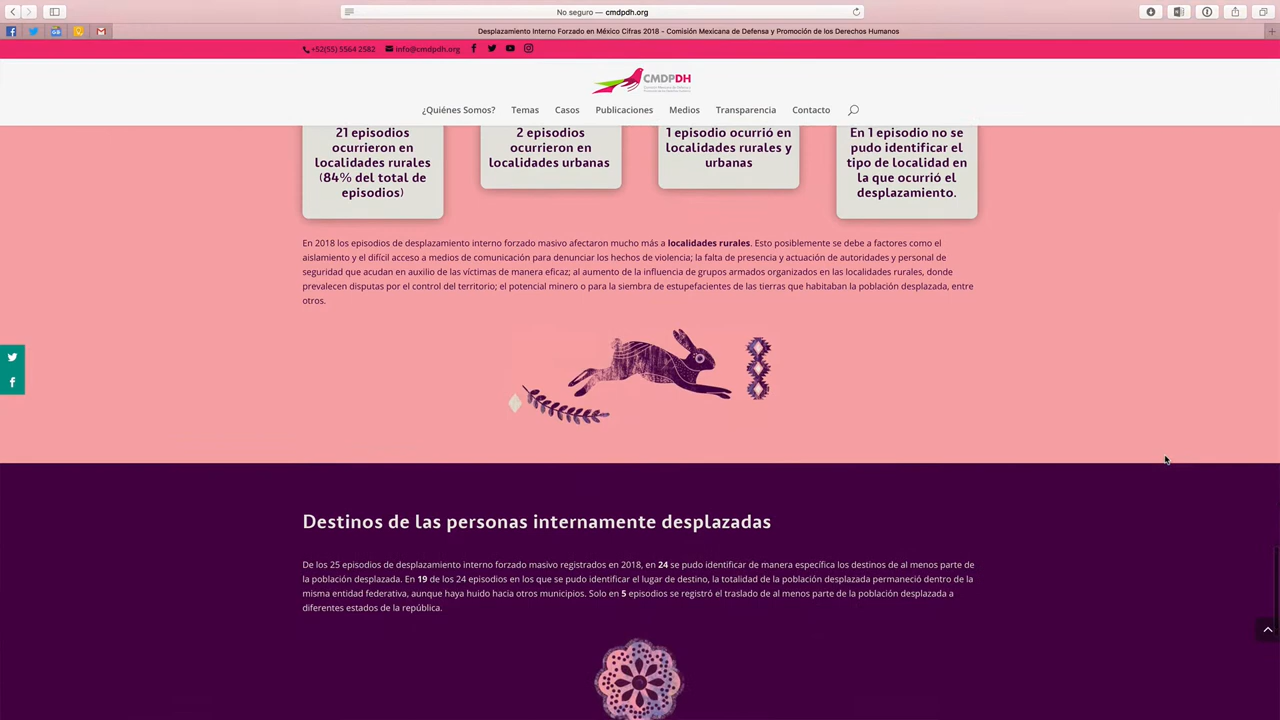 No seguro — cmdpdh.org
Desplazamiento Interno Forzado en México Cifras 2018 - Comisión Mexicana de Defensa y Promoción de los Derechos Humanos
+52(55) 5564 2582
info@cmdpdh.org
CMDPDH
¿Quiénes Somos?
Temas
Casos
Publicaciones
Medios
Transparencia
Contacto
21 episodios
ocurrieron en
localidades rurales
(84% del total de
episodios)
2 episodios
ocurrieron en
localidades urbanas
1 episodio ocurrió en
localidades rurales y
urbanas
En 1 episodio no se
pudo identificar el
tipo de localidad en
la que ocurrió el
desplazamiento.
En 2018 los episodios de desplazamiento interno forzado masivo afectaron mucho más a localidades rurales. Esto posiblemente se debe a factores como el
aislamiento y el difícil acceso a medios de comunicación para denunciar los hechos de violencia; la falta de presencia y actuación de autoridades y personal de
seguridad que acudan en auxilio de las víctimas de manera eficaz; al aumento de la influencia de grupos armados organizados en las localidades rurales, donde
prevalecen disputas por el control del territorio; el potencial minero o para la siembra de estupefacientes de las tierras que habitaban la población desplazada, entre
otros.
Destinos de las personas internamente desplazadas
De los 25 episodios de desplazamiento interno forzado masivo registrados en 2018, en 24 se pudo identificar de manera específica los destinos de al menos parte de
la población desplazada. En 19 de los 24 episodios en los que se pudo identificar el lugar de destino, la totalidad de la población desplazada permaneció dentro de la
misma entidad federativa, aunque haya huido hacia otros municipios. Solo en 5 episodios se registró el traslado de al menos parte de la población desplazada a
diferentes estados de la república.